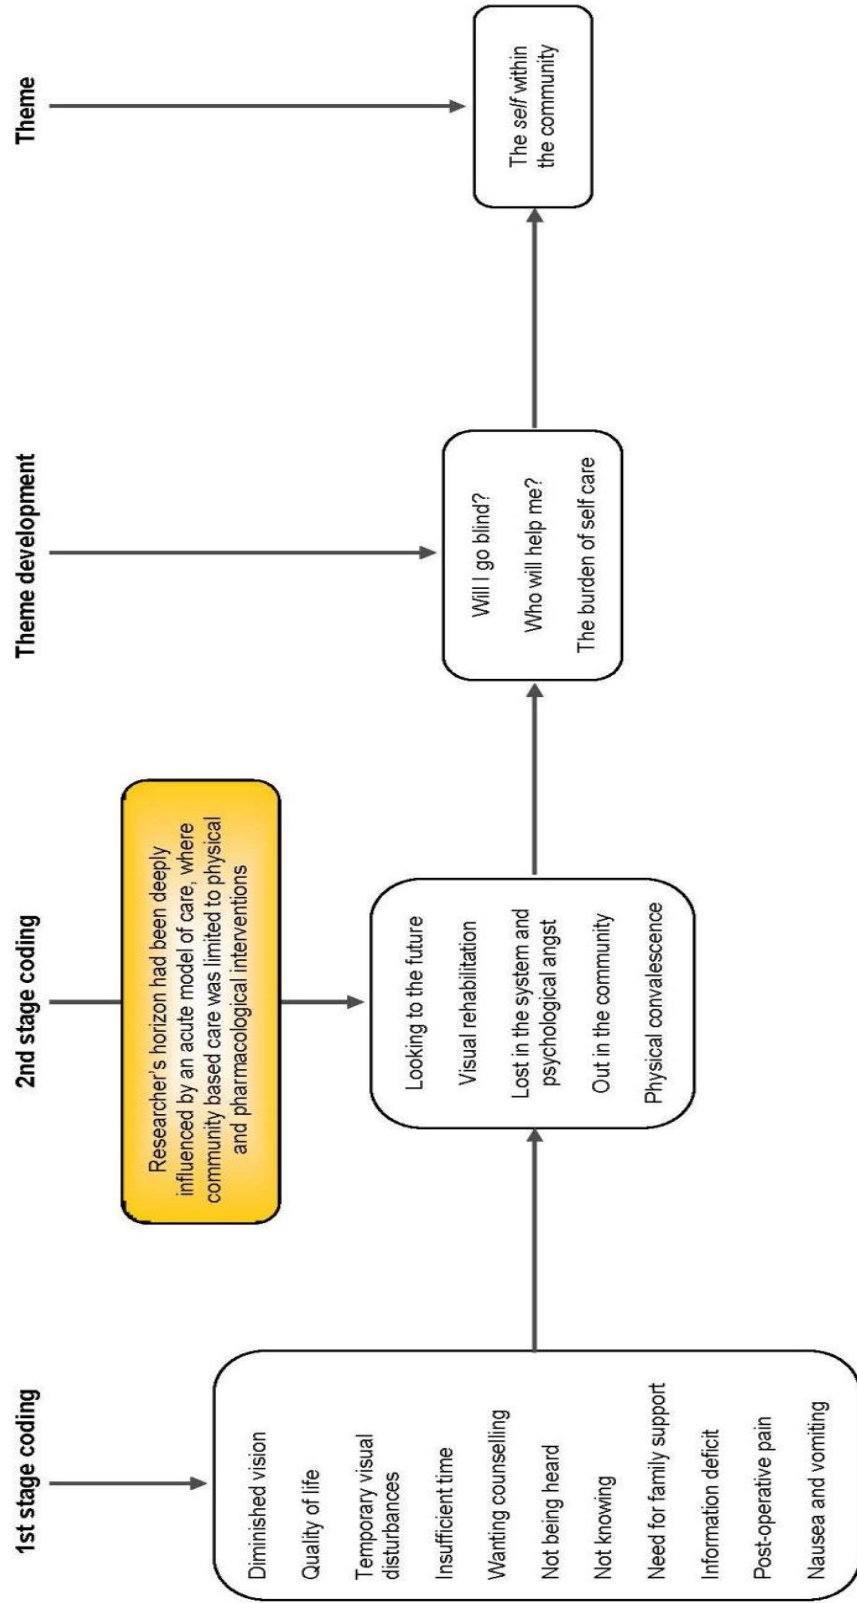 1st stage coding
Diminished vision
Quality of life
Temporary visual
disturbances
Insufficient time
Wanting counselling
Not being heard
Not knowing
Need for family support
Information deficit
Post-operative pain
Nausea and vomiting
2nd stage coding
Researcher's horizon had been deeply
influenced by an acute model of care, where
community based care was limited to physical
and pharmacological interventions
Looking to the future
Visual rehabilitation
Lost in the system and
psychological angst
Out in the community
Physical convalescence
Theme development
Will I go blind?
Who will help me?
The burden of self care
Theme
The self within
the community